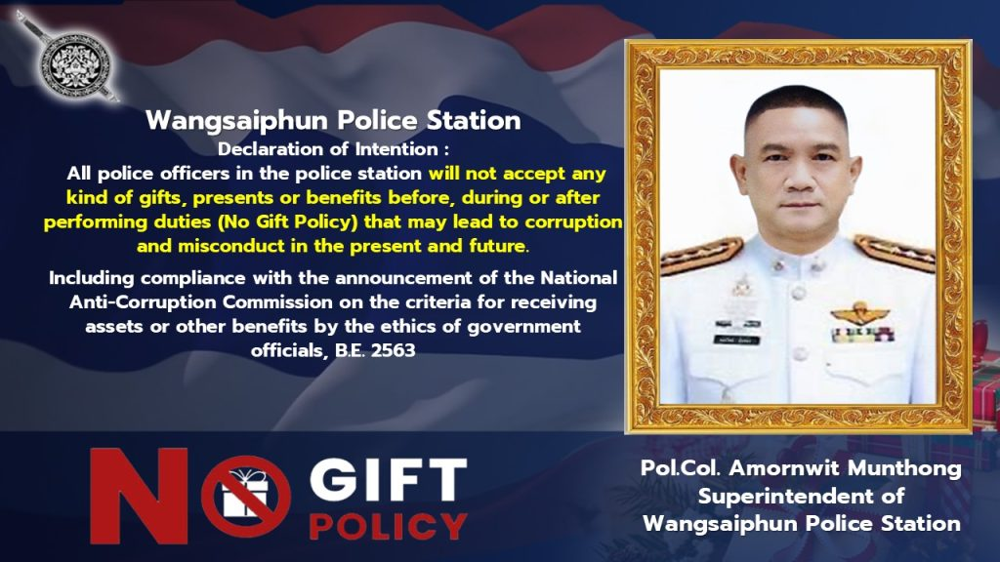 Wangsaiphun Police Station
Declaration of Intention :
All police officers in the police station will not accept any
kind of gifts, presents or benefits before, during or after
performing duties (No Gift Policy) that may lead to corruption
and misconduct in the present and future.
Including compliance with the announcement of the National
Anti-Corruption Commission on the criteria for receiving
assets or other benefits by the ethics of government
officials, B.E. 2563
NO GIFT
POLICY
Pol.Col. Amornwit Munthong
Superintendent of
Wangsaiphun Police Station